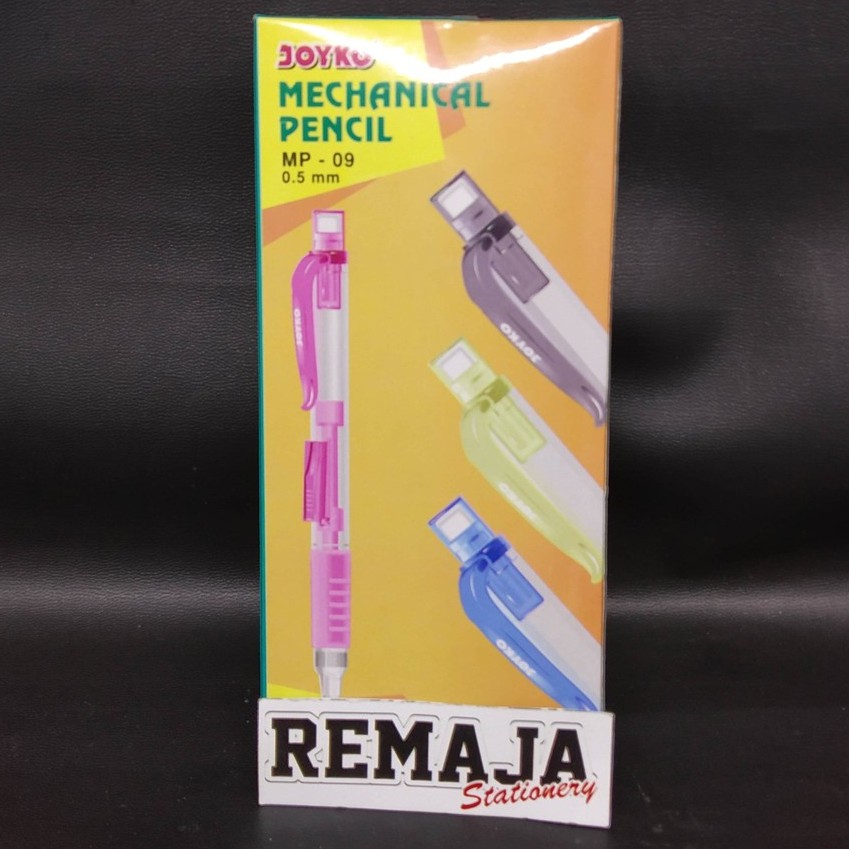 JOYKO
MECHANICAL
PENCIL
MP - 09
0.5 mm
JOYKO
JOYKO
JOYKO
JOYKO
REMAJA
Stationery